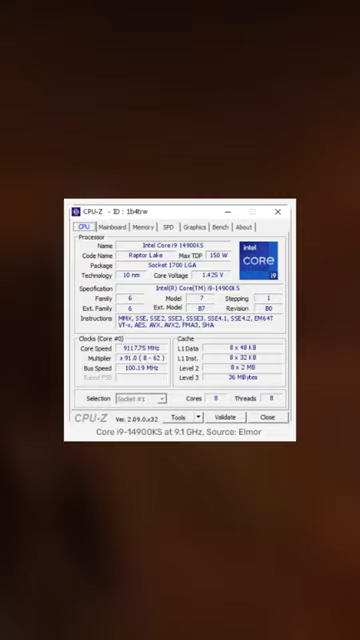 CPU-Z - ID : 1b4trw
CPU Mainboard Memory SPD Graphics Bench About
Processor
Name Intel Core i9 14900KS
Code Name Raptor Lake Max TDP 150 W
Package Socket 1700 LGA
Technology 10 nm Core Voltage 1.425 V
intel
CORE
i9
Specification Intel(R) Core(TM) i9-14900KS
Family 6 Model 7 Stepping 1
Ext. Family 6 Ext. Model B7 Revision B0
Instructions MMX, SSE, SSE2, SSE3, SSSE3, SSE4.1, SSE4.2, EM64T
VT-x, AES, AVX, AVX2, FMA3, SHA
Clocks (Core #0)
Core Speed 9117.75 MHz
Multiplier x 91.0 ( 8 - 62 )
Bus Speed 100.19 MHz
Rated FSB
Cache
L1 Data 8 x 48 KB
L1 Inst. 8 x 32 KB
Level 2 8 x 2 MB
Level 3 36 MBytes
Selection Socket #1 Cores 8 Threads 8
CPU-Z Ver. 2.09.0.x32 Tools Validate Close
Core i9-14900KS at 9.1 GHz, Source: Elmor